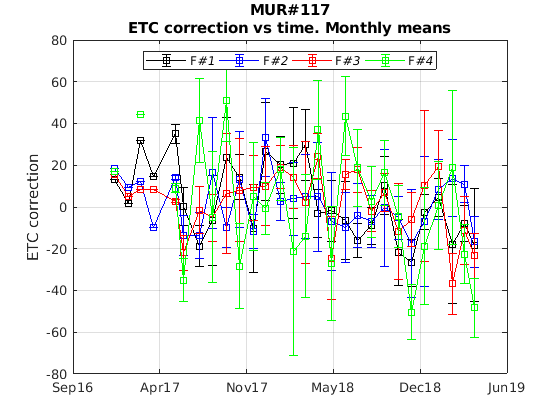 MUR#117
ETC correction vs time. Monthly means
F#1 F#2 F#3 F#4
80
60
40
20
0
-20
-40
-60
-80
ETC correction
Sep16 Apr17 Nov17 May18 Dec18 Jun19